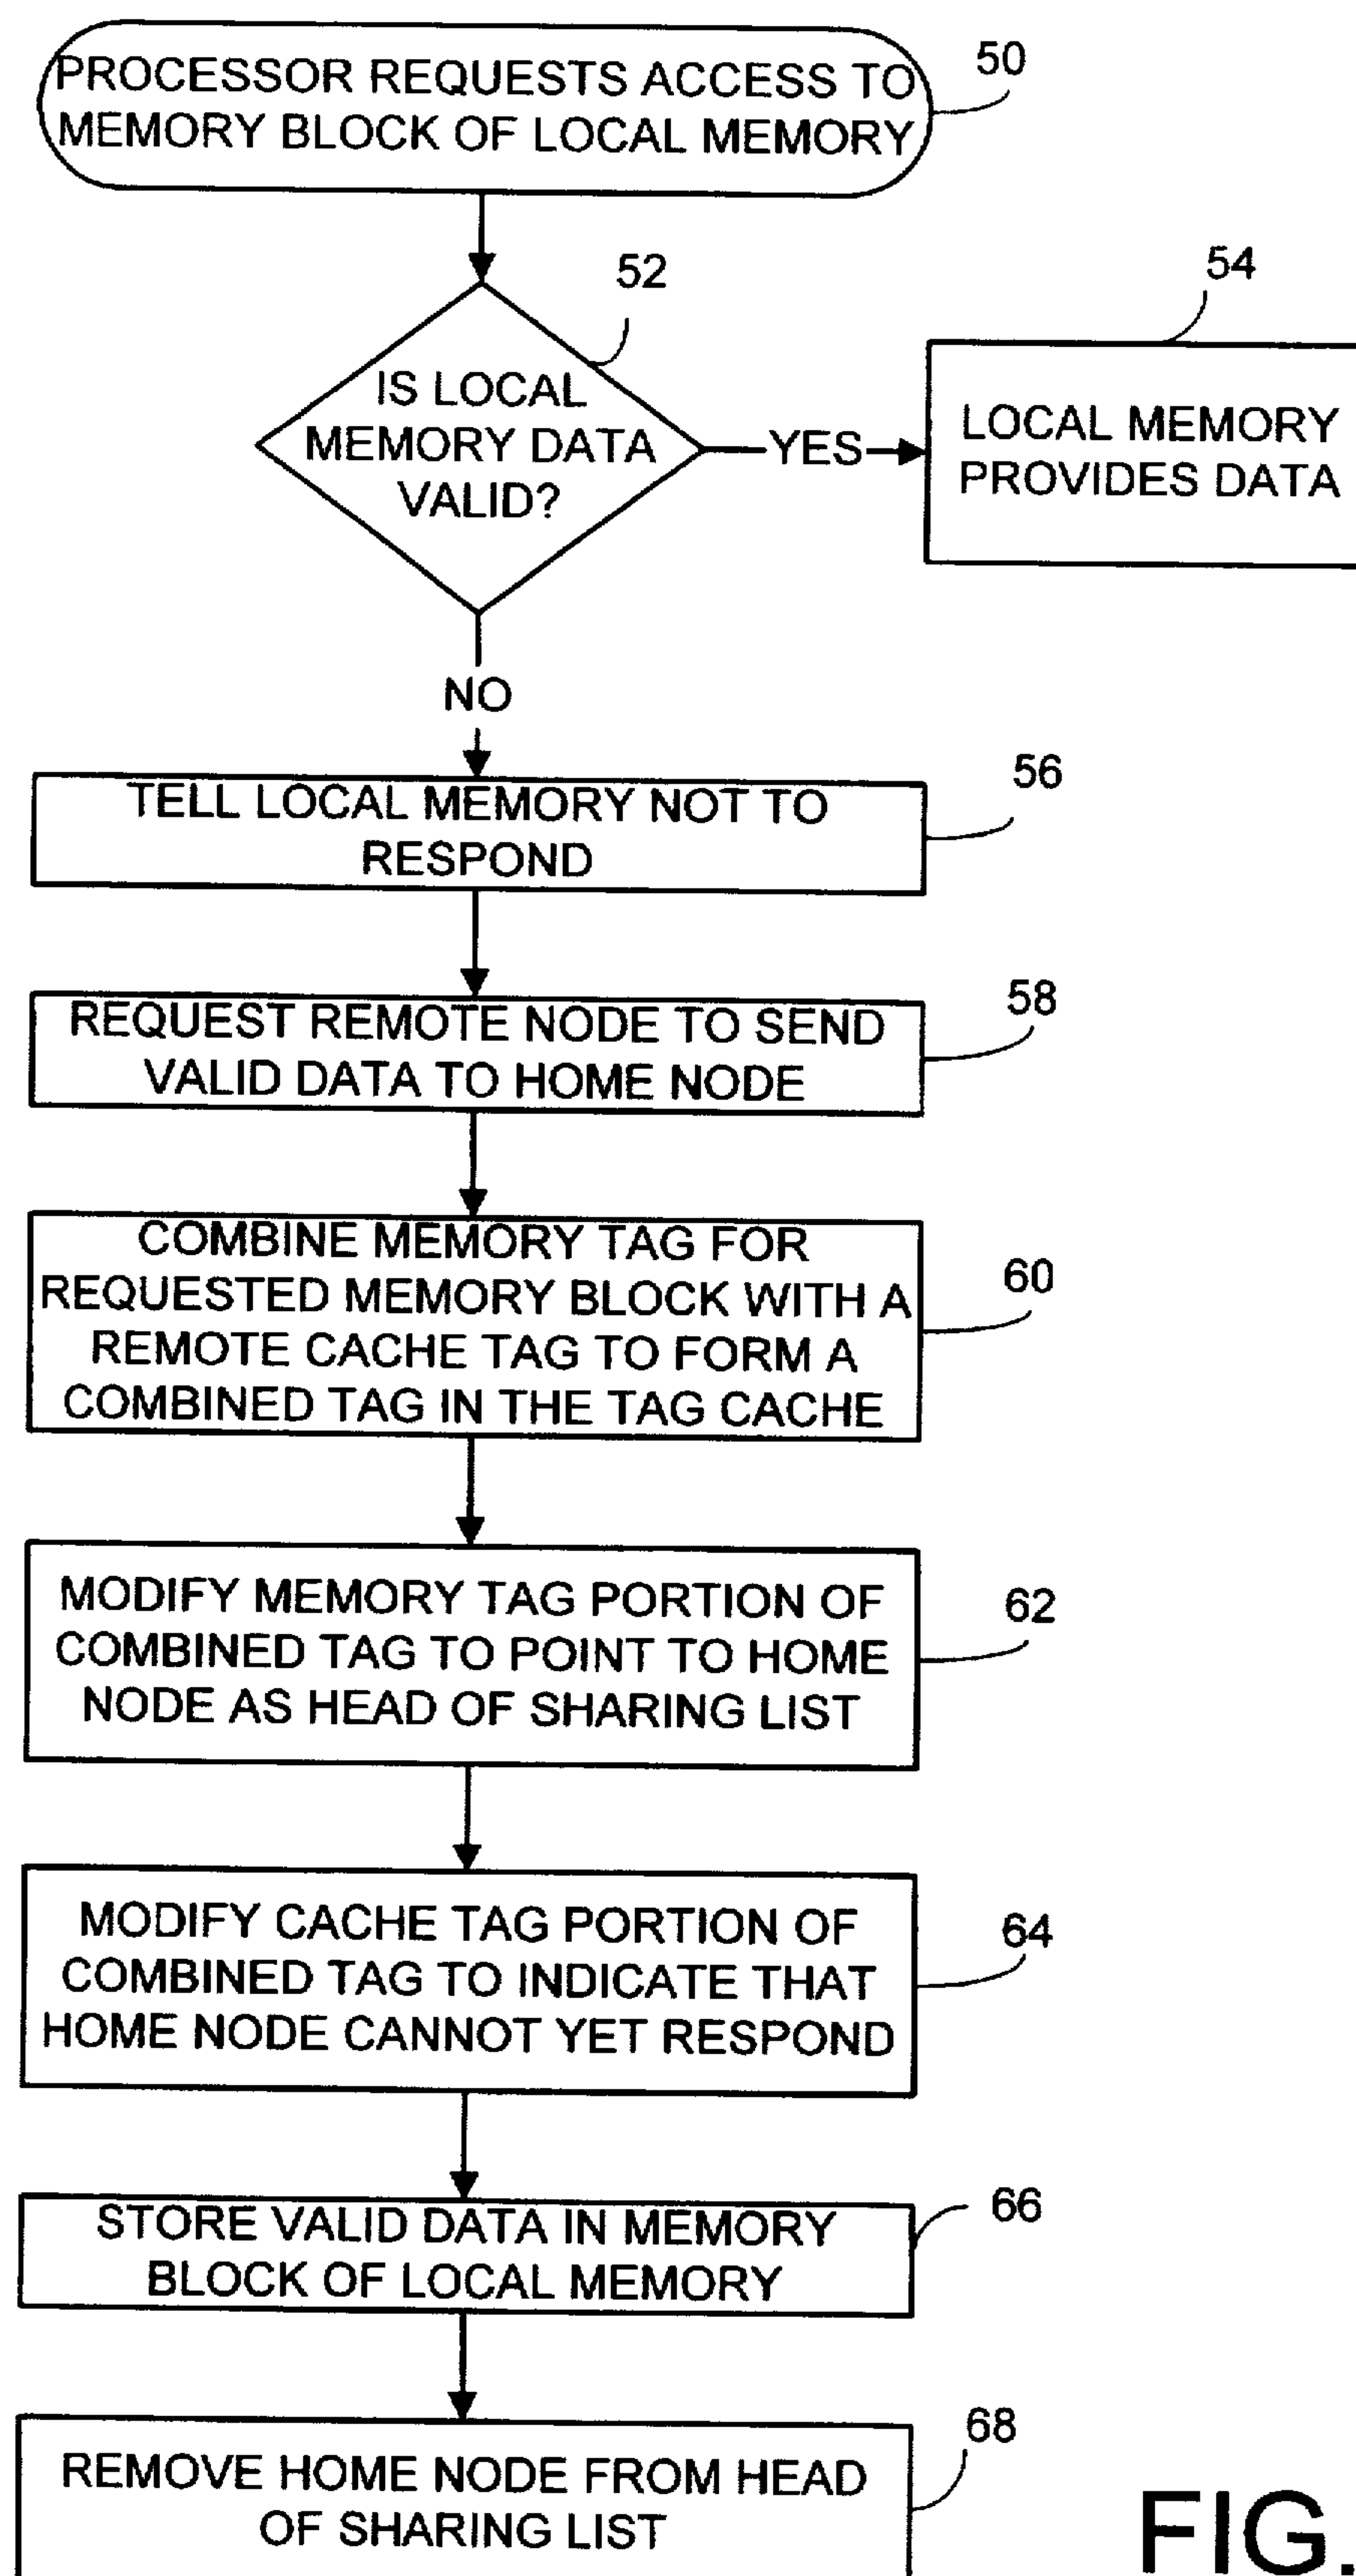 PROCESSOR REQUESTS ACCESS TO
MEMORY BLOCK OF LOCAL MEMORY
50
52
54
IS LOCAL
MEMORY DATA
VALID?
YES
LOCAL MEMORY
PROVIDES DATA
NO
56
TELL LOCAL MEMORY NOT TO
RESPOND
58
REQUEST REMOTE NODE TO SEND
VALID DATA TO HOME NODE
60
COMBINE MEMORY TAG FOR
REQUESTED MEMORY BLOCK WITH A
REMOTE CACHE TAG TO FORM A
COMBINED TAG IN THE TAG CACHE
62
MODIFY MEMORY TAG PORTION OF
COMBINED TAG TO POINT TO HOME
NODE AS HEAD OF SHARING LIST
64
MODIFY CACHE TAG PORTION OF
COMBINED TAG TO INDICATE THAT
HOME NODE CANNOT YET RESPOND
66
STORE VALID DATA IN MEMORY
BLOCK OF LOCAL MEMORY
68
REMOVE HOME NODE FROM HEAD
OF SHARING LIST
FIG.